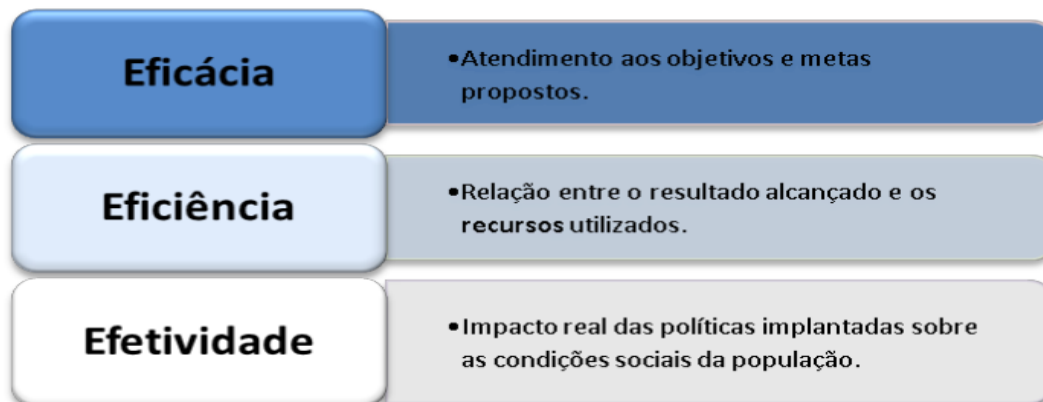 Eficácia
•Atendimento aos objetivos e metas
propostos.
Eficiência
•Relação entre o resultado alcançado e os
recursos utilizados.
Efetividade
•Impacto real das políticas implantadas sobre
as condições sociais da população.